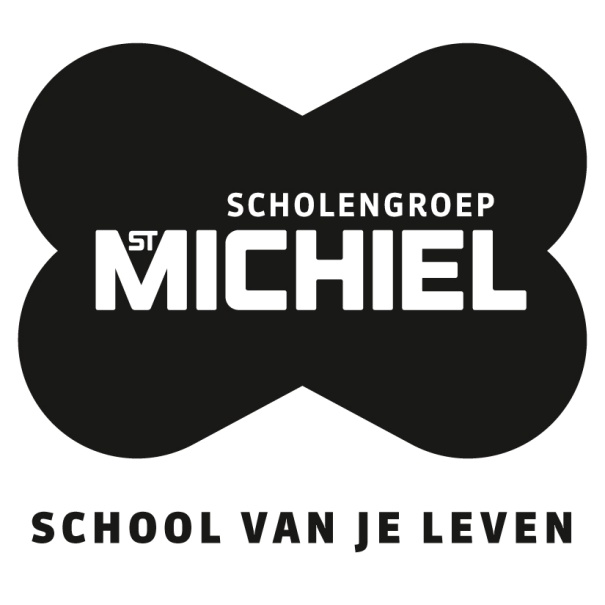 SCHOLENGROEP
ST MICHIEL
SCHOOL VAN JE LEVEN